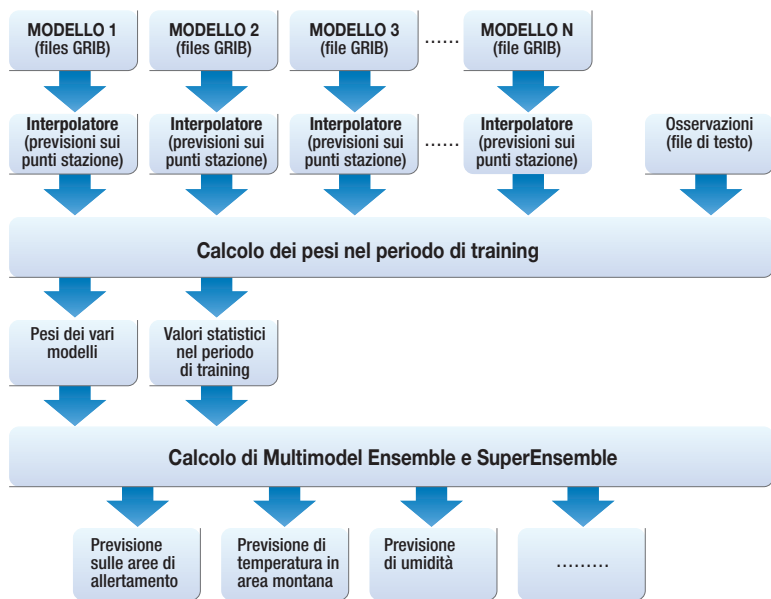 MODELLO 1
(files GRIB)
MODELLO 2
(files GRIB)
MODELLO 3
(file GRIB)
......
MODELLO N
(file GRIB)
Interpolatore
(previsioni sui
punti stazione)
Interpolatore
(previsioni sui
punti stazione)
Interpolatore
(previsioni sui
punti stazione)
......
Interpolatore
(previsioni sui
punti stazione)
Osservazioni
(file di testo)
Calcolo dei pesi nel periodo di training
Pesi dei vari
modelli
Valori statistici
nel periodo
di training
Calcolo di Multimodel Ensemble e SuperEnsemble
Previsione
sulle aree di
allertamento
Previsione di
temperatura in
area montana
Previsione
di umidità
.........